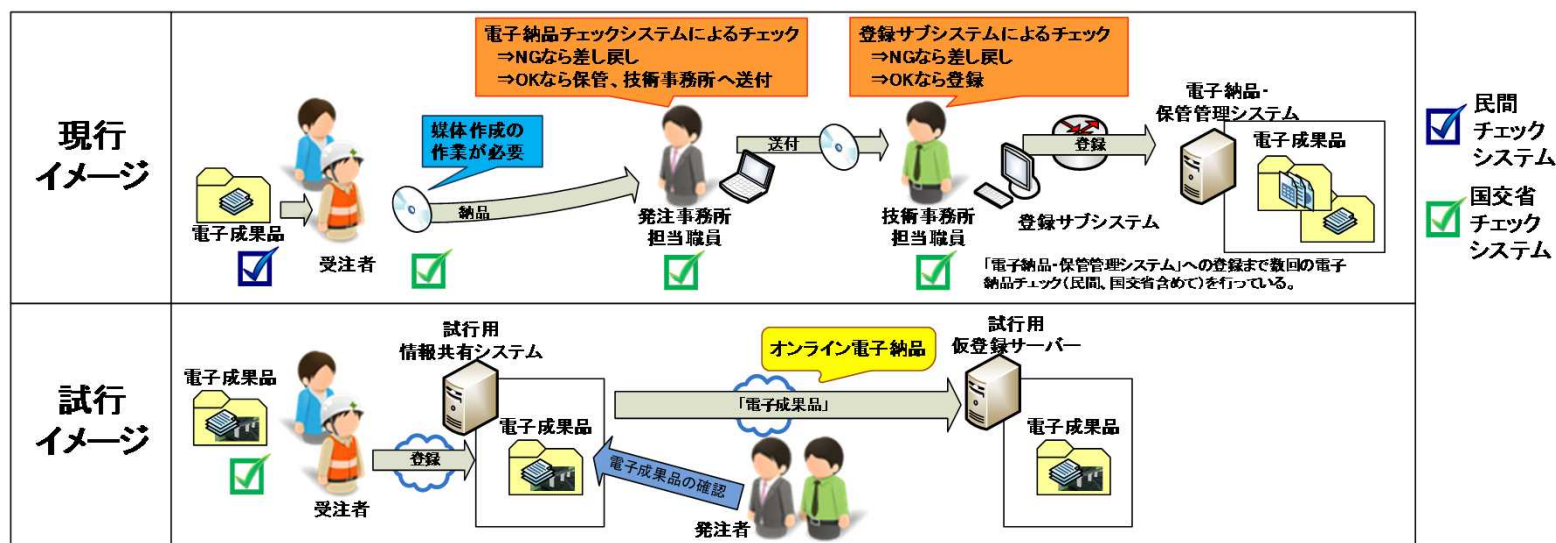 現行
イメージ
電子成果品
受注者
媒体作成の
作業が必要
納品
電子納品チェックシステムによるチェック
⇒NGなら差し戻し
⇒OKなら保管、技術事務所へ送付
発注事務所
担当職員
送付
登録サブシステムによるチェック
⇒NGなら差し戻し
⇒OKなら登録
技術事務所
担当職員
登録サブシステム
登録
電子納品・
保管管理システム
電子成果品
「電子納品・保管管理システム」への登録まで数回の電子
納品チェック(民間、国交省含めて)を行っている。
民間
チェック
システム
国交省
チェック
システム
試行
イメージ
電子成果品
受注者
登録
試行用
情報共有システム
電子成果品
電子成果品の確認
発注者
オンライン電子納品
「電子成果品」
試行用
仮登録サーバー
電子成果品